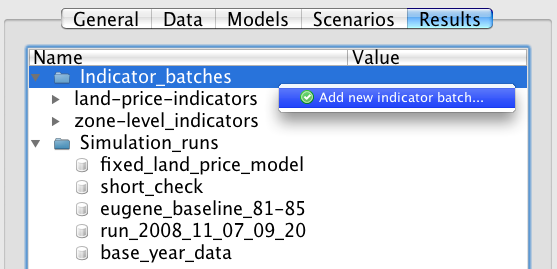 General Data Models Scenarios Results
Name Value
Indicator_batches
Add new indicator batch...
land-price-indicators
zone-level_indicators
Simulation_runs
fixed_land_price_model
short_check
eugene_baseline_81-85
run_2008_11_07_09_20
base_year_data